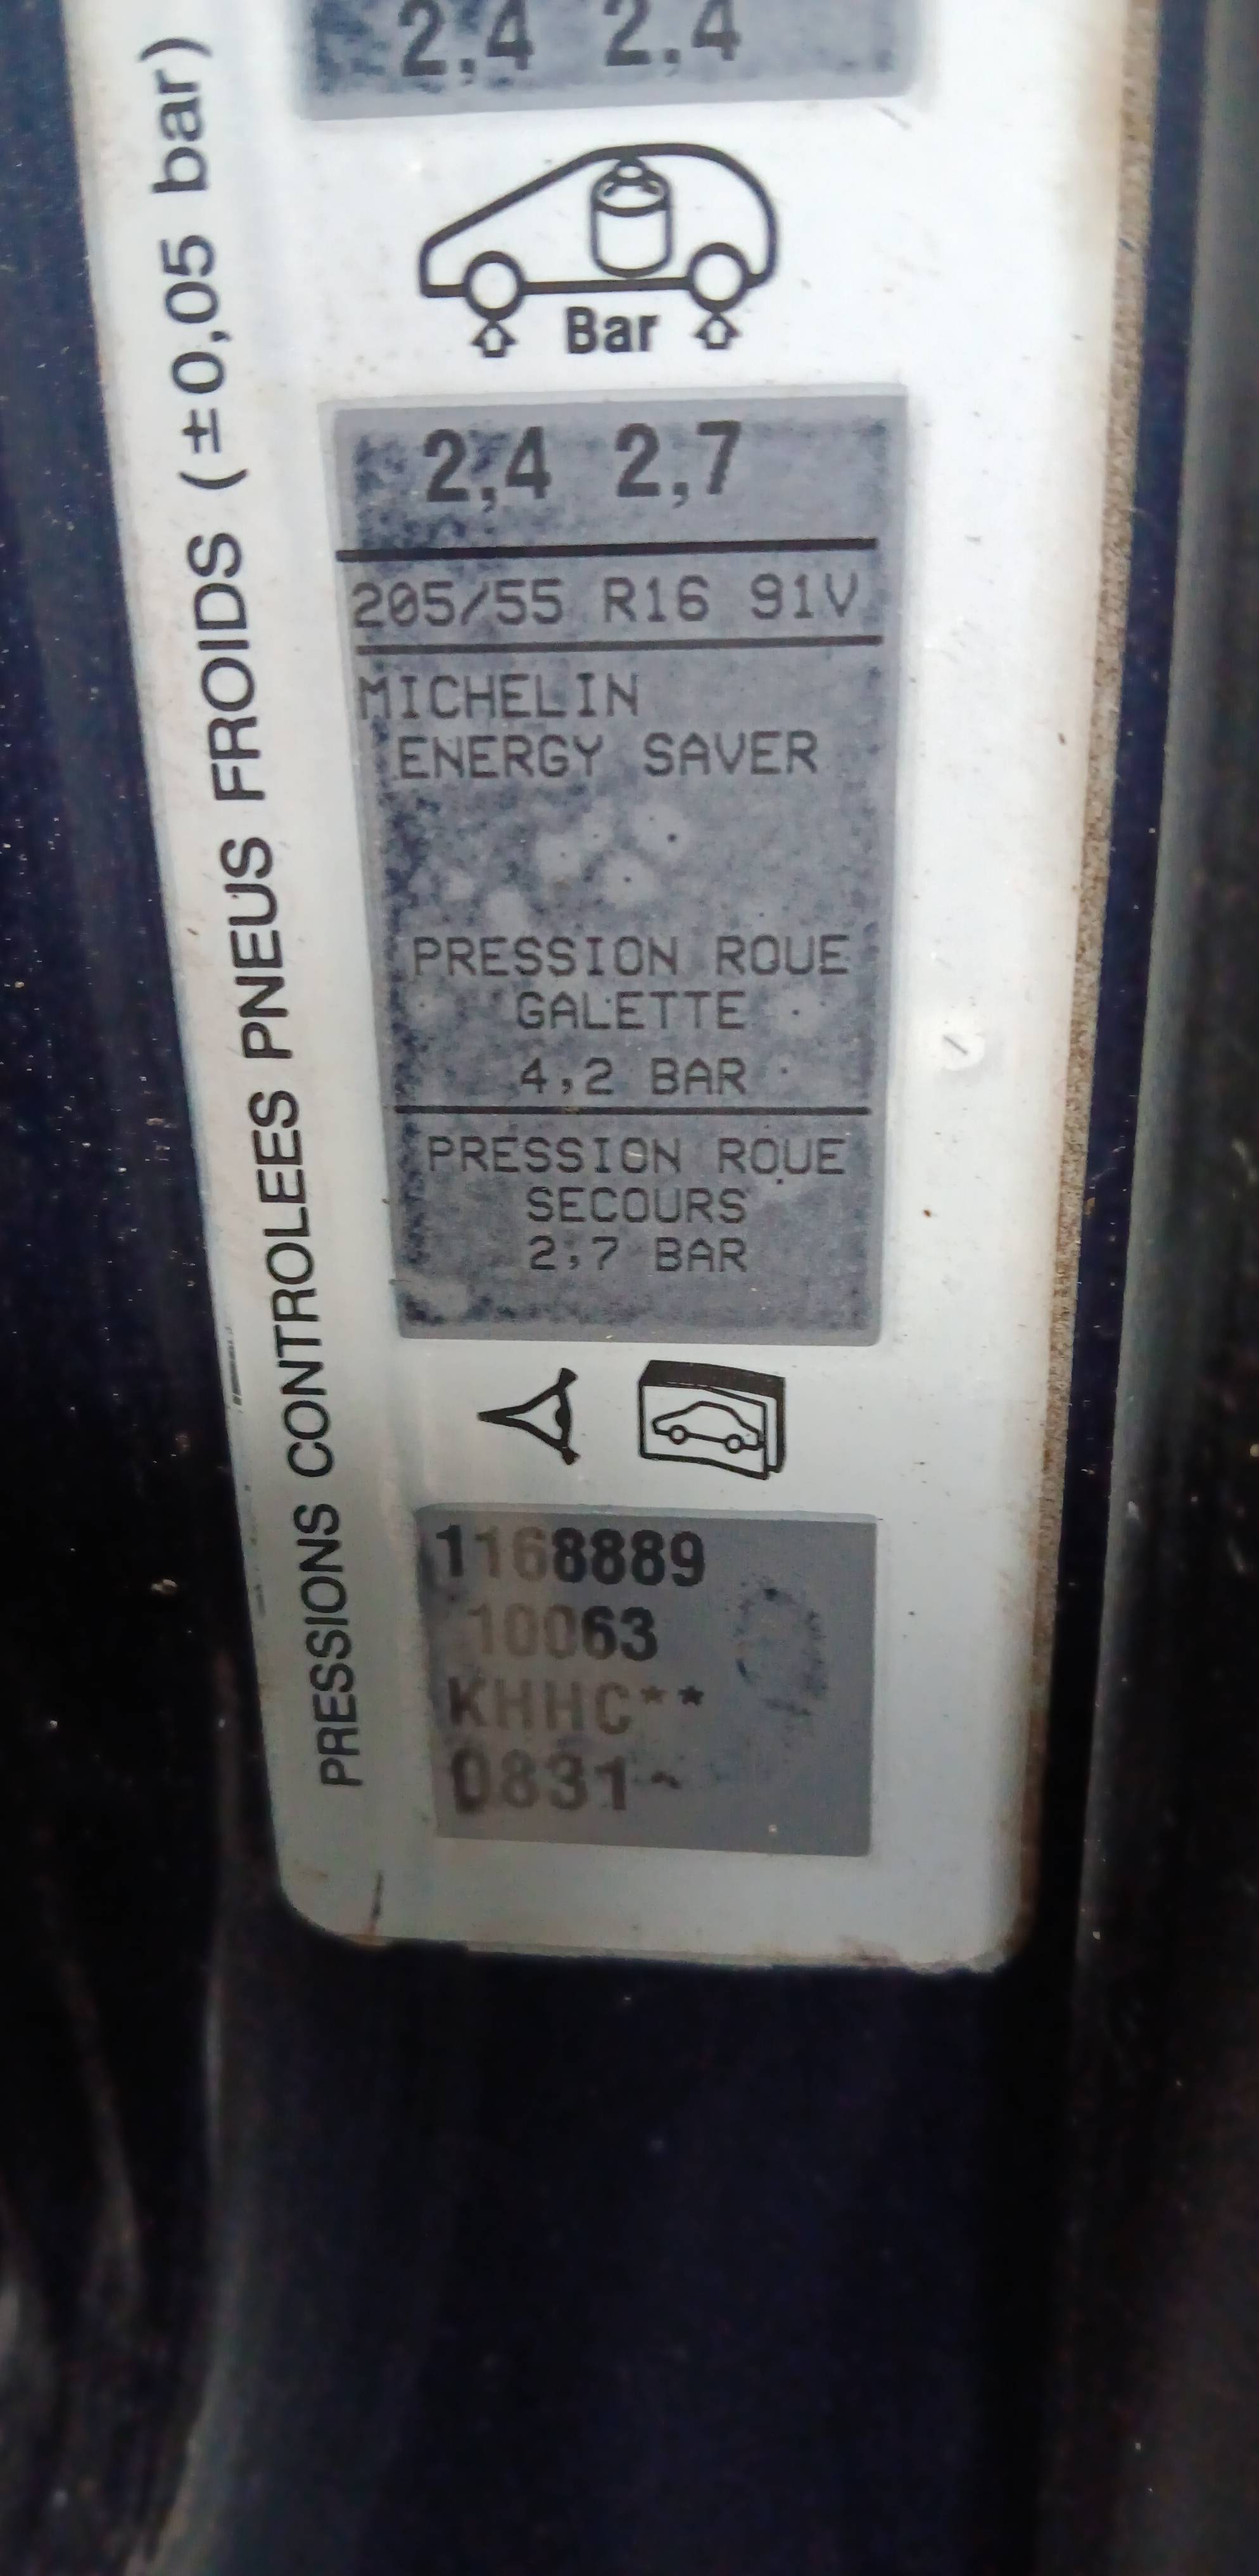 2,4 2,4
Bar
2,4 2,7
205/55 R16 91V
MICHELIN
ENERGY SAVER
PRESSION ROUE
GALETTE
4,2 BAR
PRESSION ROUE
SECOURS
2,7 BAR
1168889
10063
KHHC**
0831
PRESSIONS CONTROLEES PNEUS FROIDS (±0,05 bar)